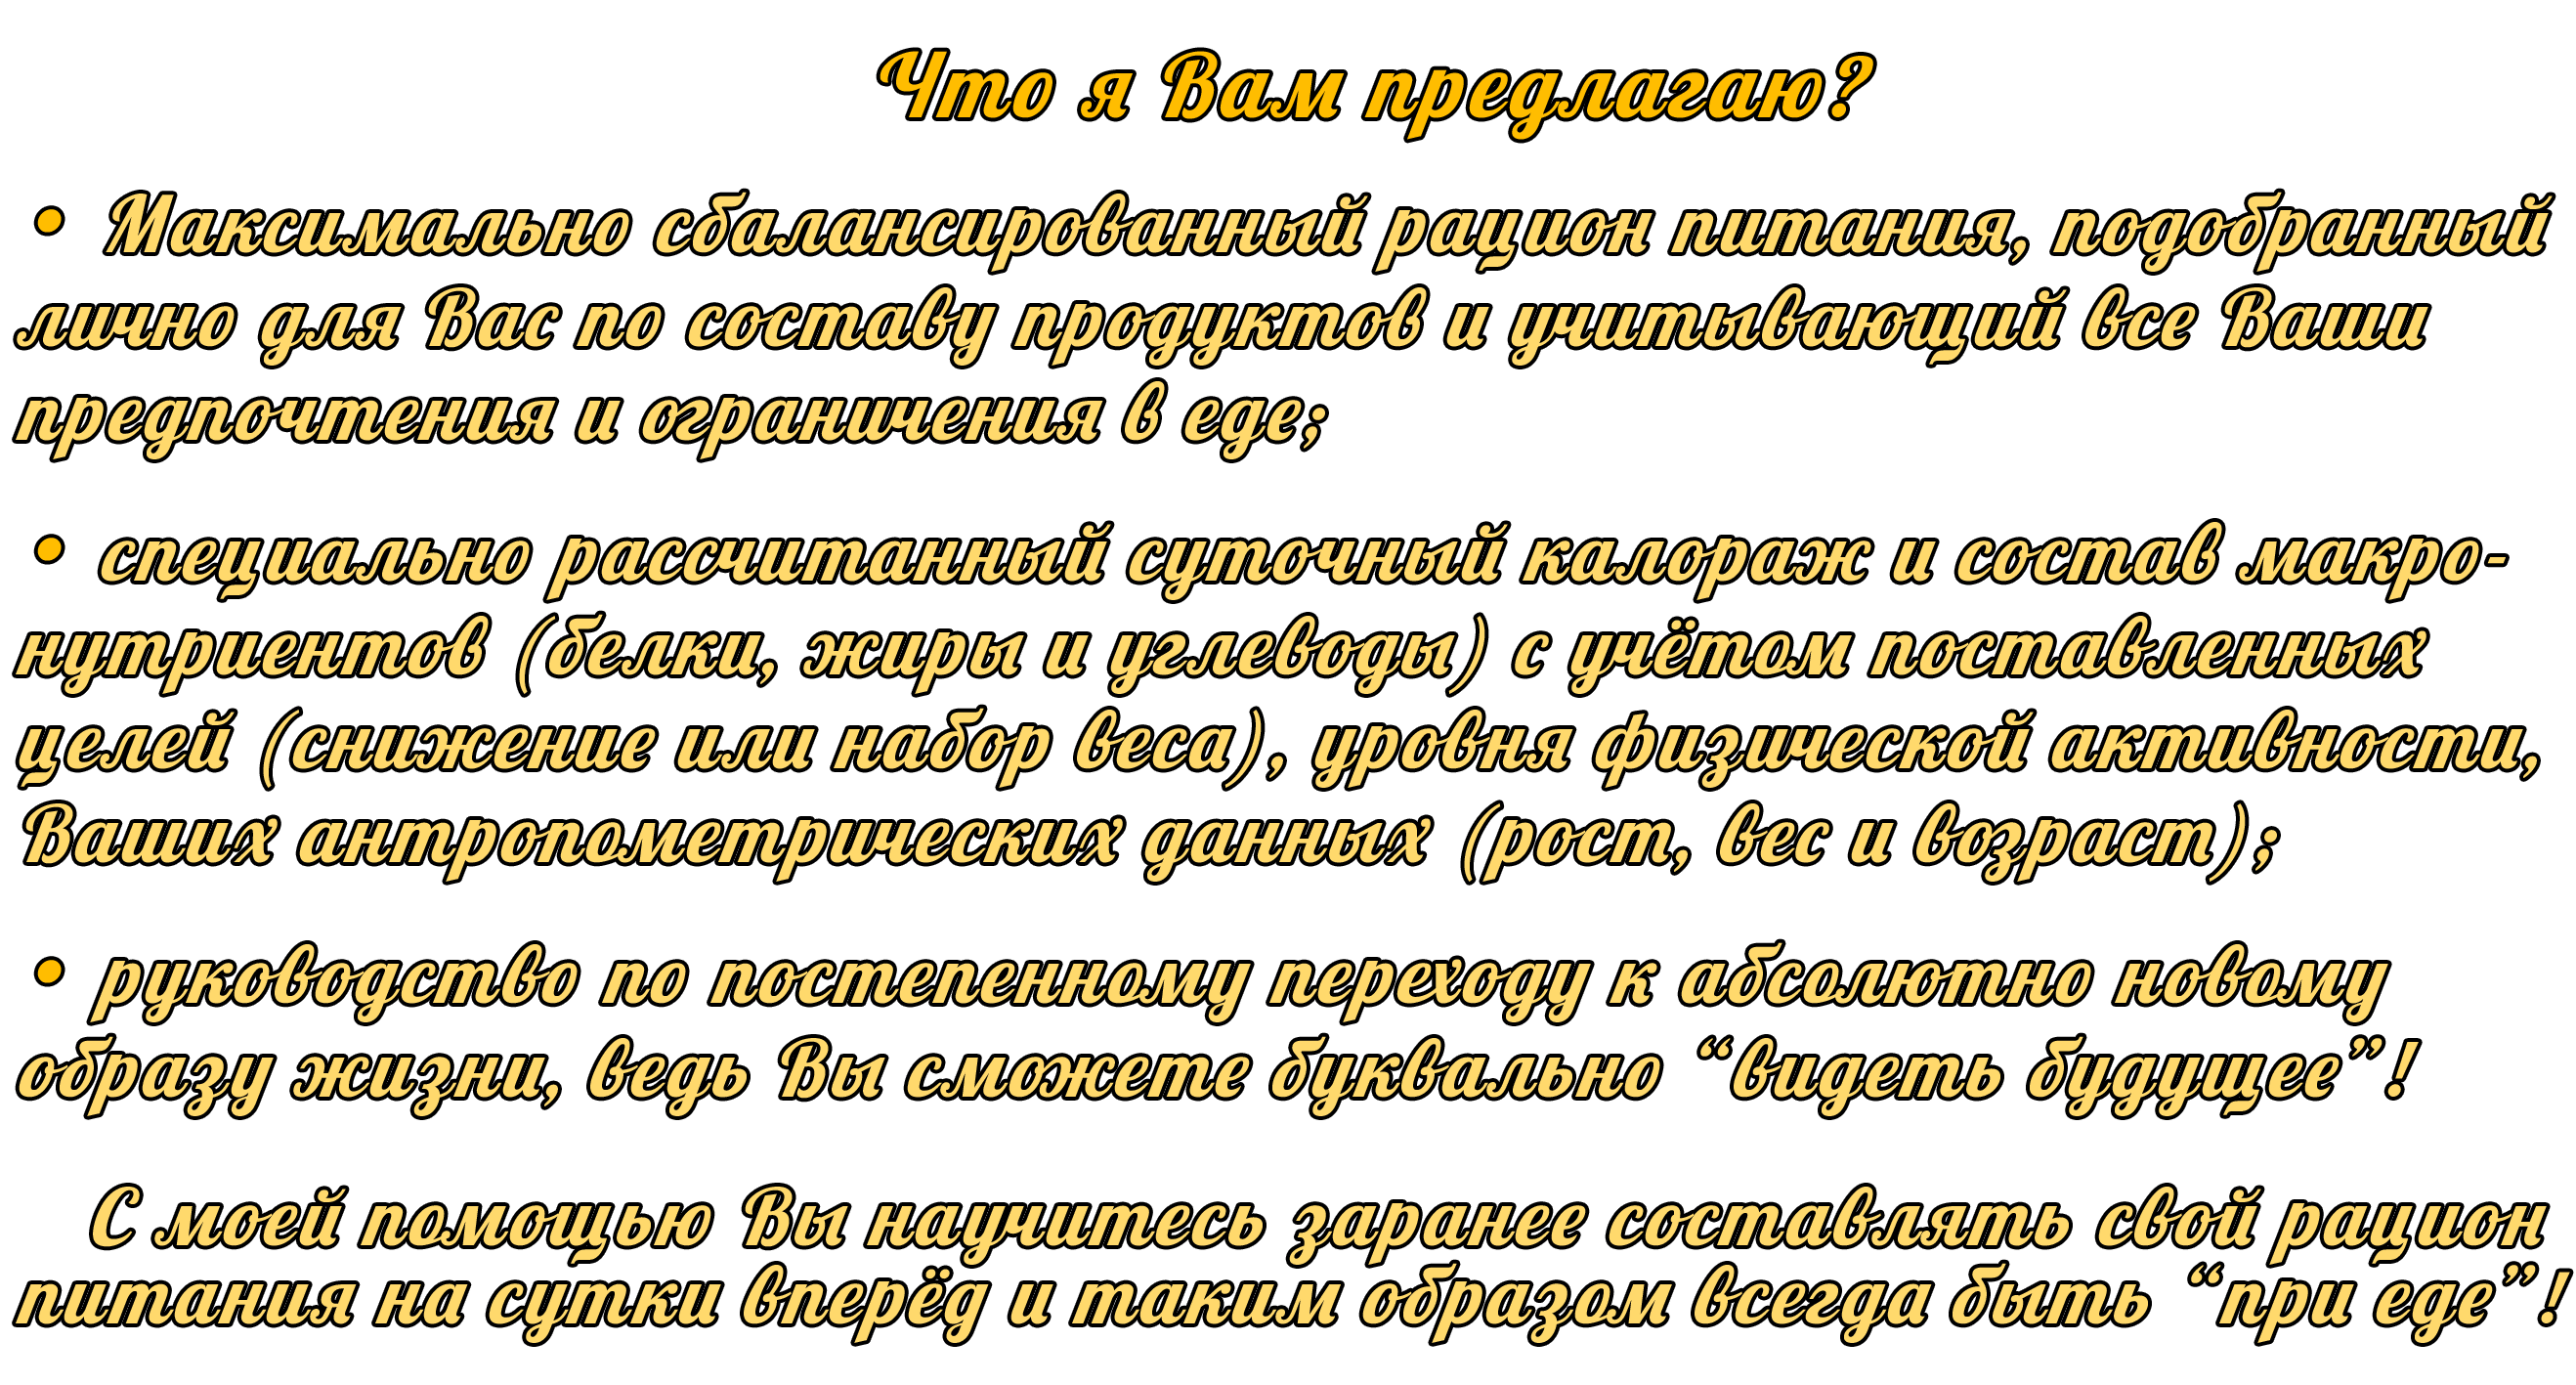 Что я Вам предлагаю?
• Максимально сбалансированный рацион питания, подобранный
лично для Вас по составу продуктов и учитывающий все Ваши
предпочтения и ограничения в еде;
• специально рассчитанный суточный калораж и состав макро-
нутриентов (белки, жиры и углеводы) с учётом поставленных
целей (снижение или набор веса), уровня физической активности,
Ваших антропометрических данных (рост, вес и возраст);
• руководство по постепенному переходу к абсолютно новому
образу жизни, ведь Вы сможете буквально “видеть будущее”!
С моей помощью Вы научитесь заранее составлять свой рацион
питания на сутки вперёд и таким образом всегда быть “при еде”!